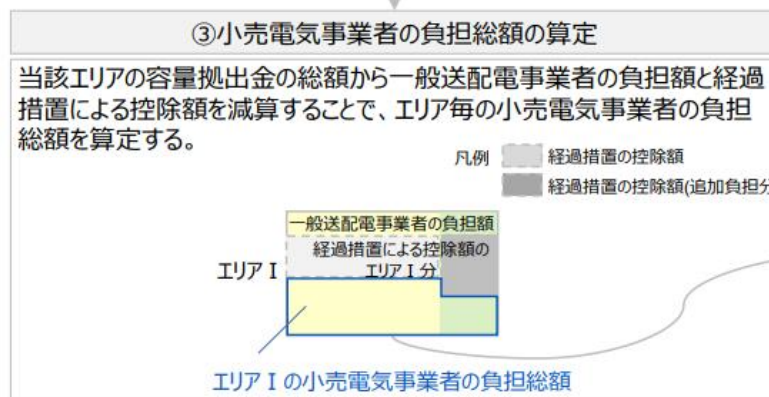 ③小売電気事業者の負担総額の算定
当該エリアの容量拠出金の総額から一般送配電事業者の負担額と経過
措置による控除額を減算することで、エリア毎の小売電気事業者の負担
総額を算定する。
凡例 経過措置の控除額
経過措置の控除額(追加負担分
一般送配電事業者の負担額
経過措置による控除額の
エリアⅠ分
エリアⅠ
エリアⅠの小売電気事業者の負担総額